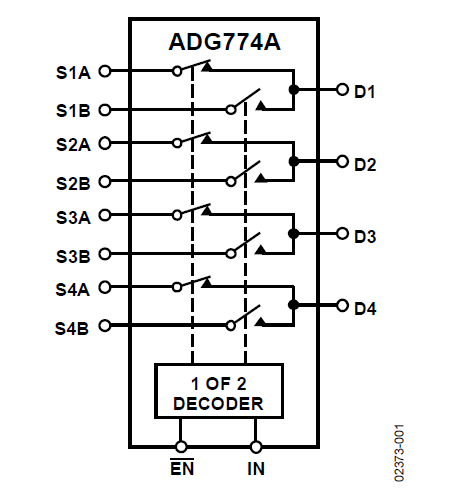 ADG774A
S1A
D1
S1B
S2A
D2
S2B
S3A
D3
S3B
S4A
D4
S4B
1 OF 2
DECODER
EN IN
02373-001